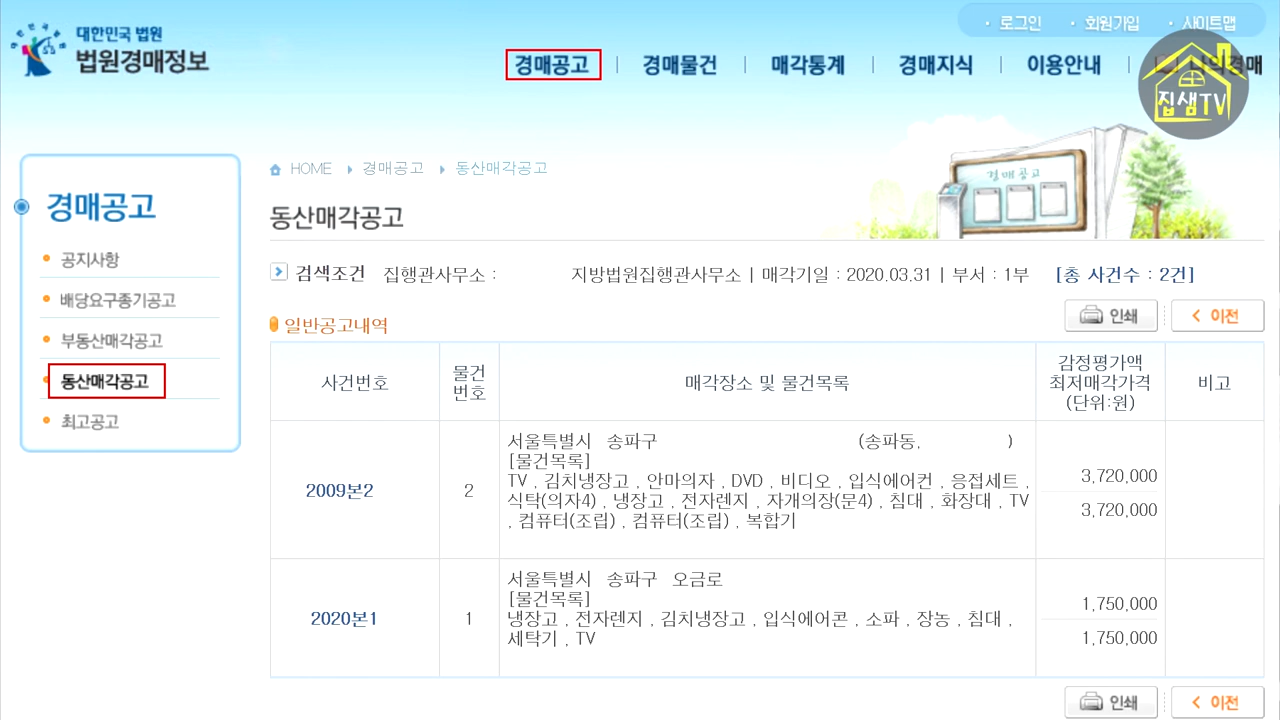 로그인 · 회원가입 · 사이트맵
대한민국 법원
법원경매정보
경매공고 | 경매물건 | 매각통계 | 경매지식 | 이용안내 | 나의경매
집샘TV
HOME 경매공고 동산매각공고
경매공고
경매공고
공지사항
배당요구종기공고
부동산매각공고
동산매각공고
최고공고
동산매각공고
검색조건 집행관사무소 : 지방법원집행관사무소 | 매각기일 : 2020.03.31 | 부서 : 1부 [총 사건수 : 2건]
인쇄 이전
일반공고내역
사건번호
물건
번호
매각장소 및 물건목록
감정평가액
최저매각가격
(단위:원)
비고
2009본2
2
서울특별시 송파구 (송파동, )
[물건목록]
TV , 김치냉장고 , 안마의자 , DVD , 비디오 , 입식에어컨 , 응접세트 ,
식탁(의자4) , 냉장고 , 전자렌지 , 자개의장(문4) , 침대 , 화장대 , TV
, 컴퓨터(조립) , 컴퓨터(조립) , 복합기
3,720,000
3,720,000
2020본1
1
서울특별시 송파구 오금로
[물건목록]
냉장고 , 전자렌지 , 김치냉장고 , 입식에어콘 , 소파 , 장농 , 침대 ,
세탁기 , TV
1,750,000
1,750,000
인쇄 이전